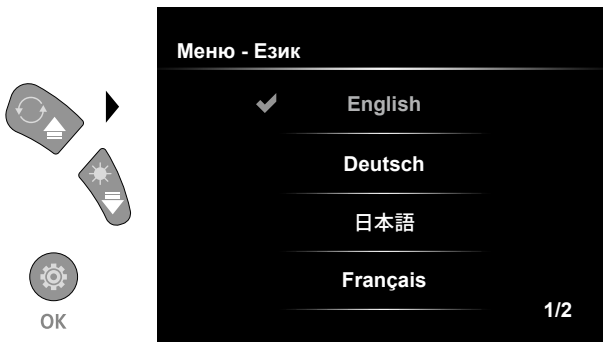 Меню - Език
English
Deutsch
日本語
Français
1/2
OK